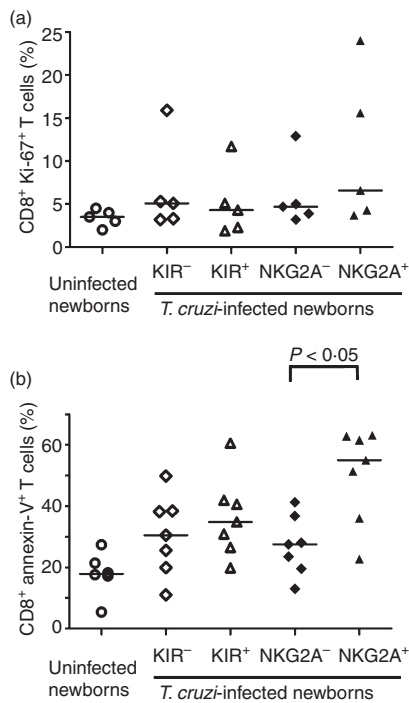 (a)
CD8⁺ Ki-67⁺ T cells (%)
25
20
15
10
5
0
Uninfected newborns
KIR⁻ KIR⁺ NKG2A⁻ NKG2A⁺
T. cruzi-infected newborns
(b)
P < 0·05
CD8⁺ annexin-V⁺ T cells (%)
60
40
20
0
Uninfected newborns
KIR⁻ KIR⁺ NKG2A⁻ NKG2A⁺
T. cruzi-infected newborns